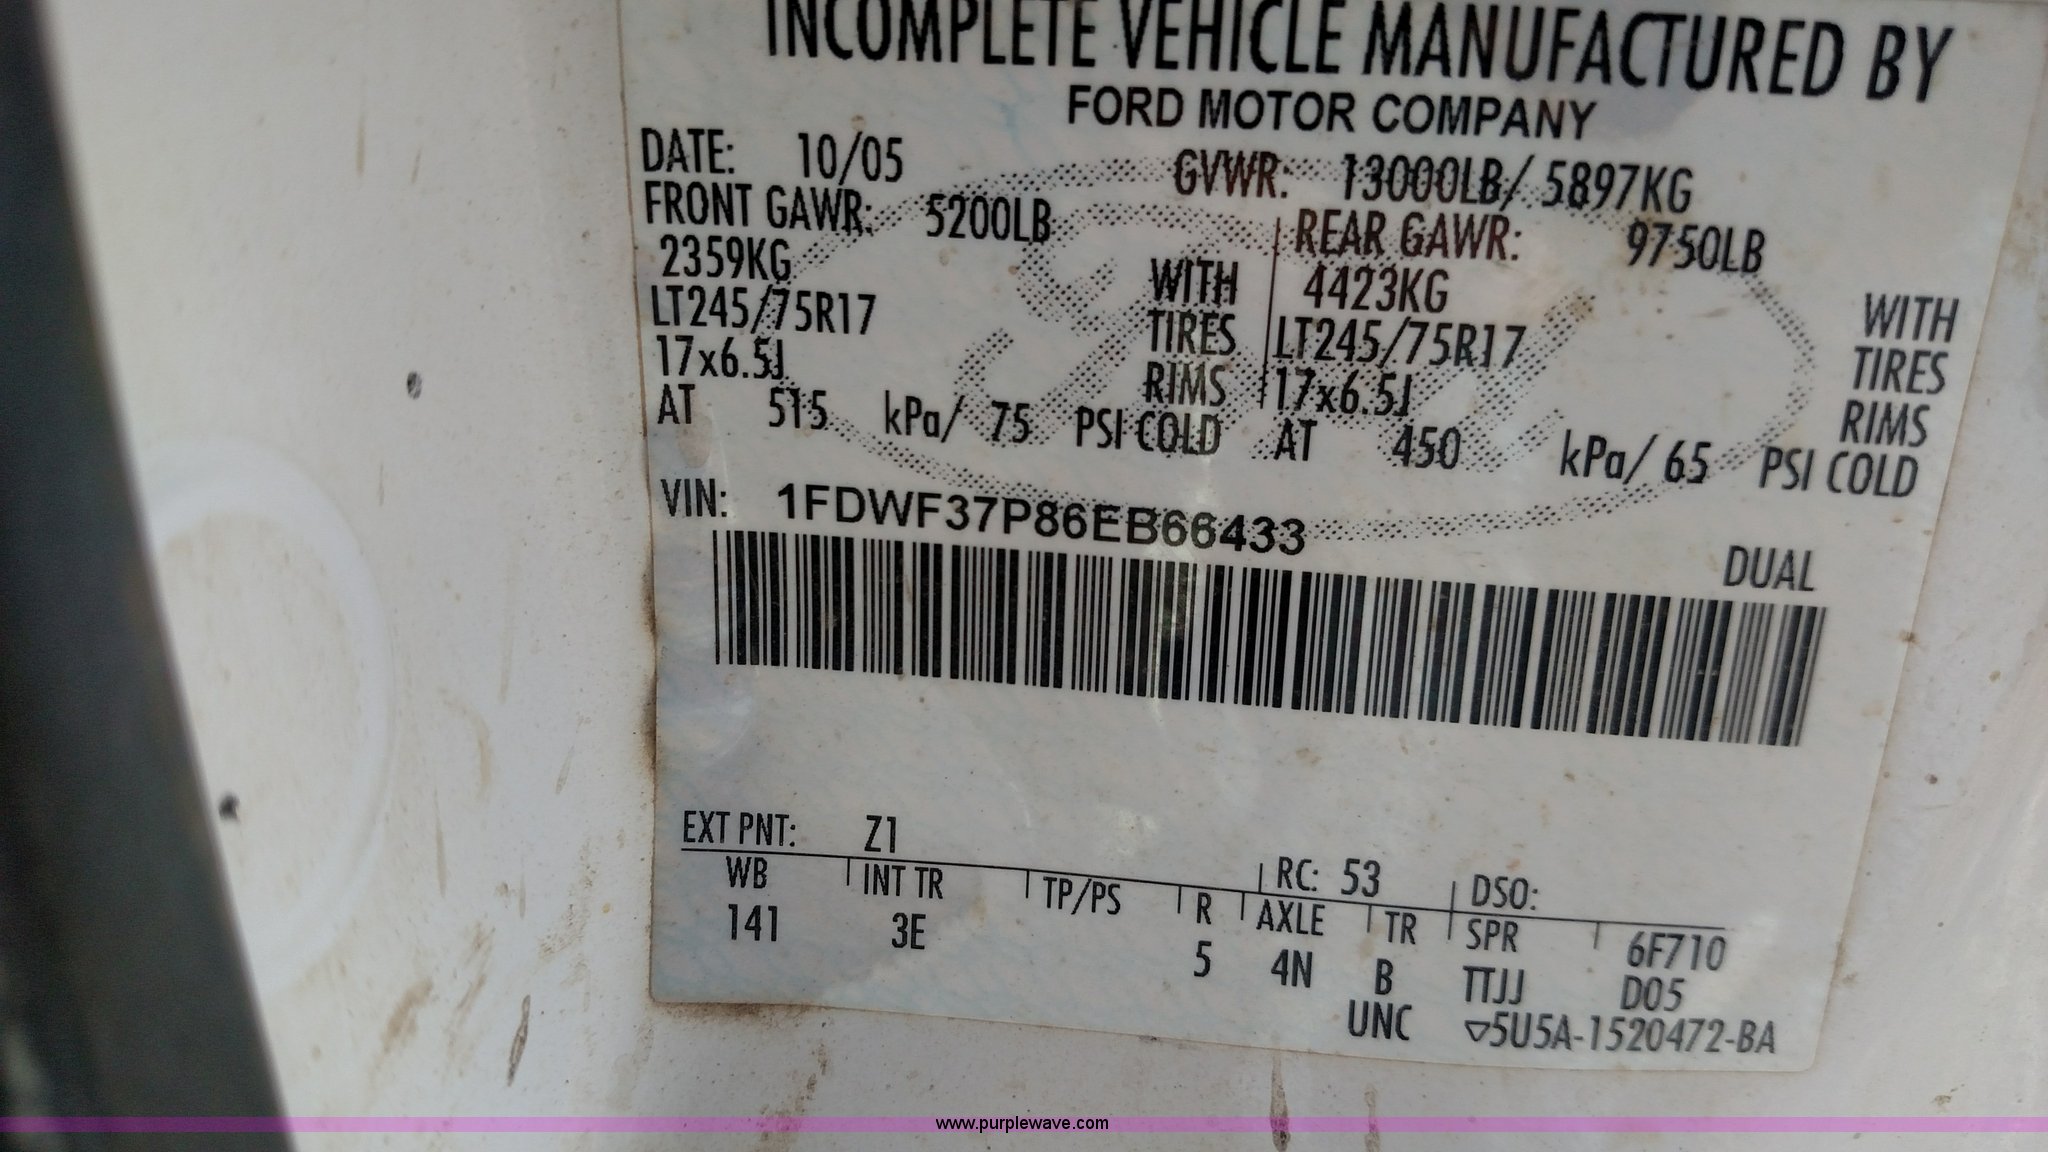 INCOMPLETE VEHICLE MANUFACTURED BY
FORD MOTOR COMPANY
DATE: 10/05 GVWR: 13000LB/ 5897KG
FRONT GAWR: 5200LB REAR GAWR: 9750LB
2359KG WITH 4423KG WITH
LT245/75R17 TIRES LT245/75R17 TIRES
17x6.5J RIMS 17x6.5J RIMS
AT 515 kPa/ 75 PSI COLD AT 450 kPa/ 65 PSI COLD
VIN: 1FDWF37P86EB66433
DUAL
EXT PNT: Z1 RC: 53 DSO:
WB INT TR TP/PS R AXLE TR SPR 6F710
141 3E 5 4N B TTJJ D05
UNC ▽5U5A-1520472-BA
www.purplewave.com